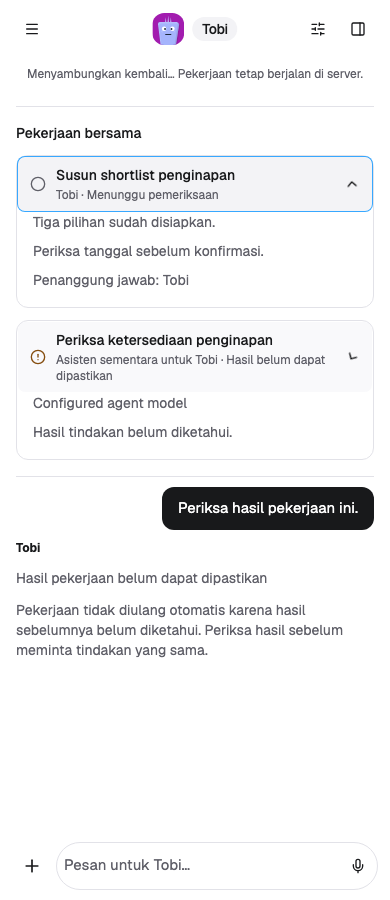 Tobi
Menyambungkan kembali... Pekerjaan tetap berjalan di server.
Pekerjaan bersama
Susun shortlist penginapan
Tobi · Menunggu pemeriksaan
Tiga pilihan sudah disiapkan.
Periksa tanggal sebelum konfirmasi.
Penanggung jawab: Tobi
Periksa ketersediaan penginapan
Asisten sementara untuk Tobi · Hasil belum dapat
dipastikan
Configured agent model
Hasil tindakan belum diketahui.
Periksa hasil pekerjaan ini.
Tobi
Hasil pekerjaan belum dapat dipastikan
Pekerjaan tidak diulang otomatis karena hasil
sebelumnya belum diketahui. Periksa hasil sebelum
meminta tindakan yang sama.
Pesan untuk Tobi...